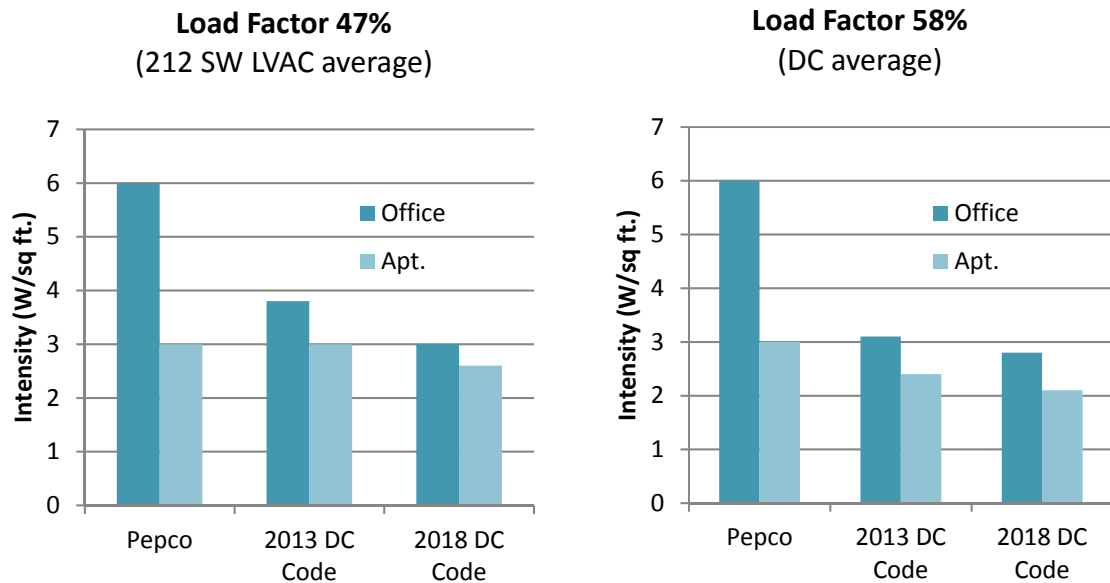 Load Factor 47%
(212 SW LVAC average)
7
6
5
4
3
2
1
0
Intensity (W/sq ft.)
Office
Apt.
Pepco
2013 DC
Code
2018 DC
Code
Load Factor 58%
(DC average)
7
6
5
4
3
2
1
0
Intensity (W/sq ft.)
Office
Apt.
Pepco
2013 DC
Code
2018 DC
Code